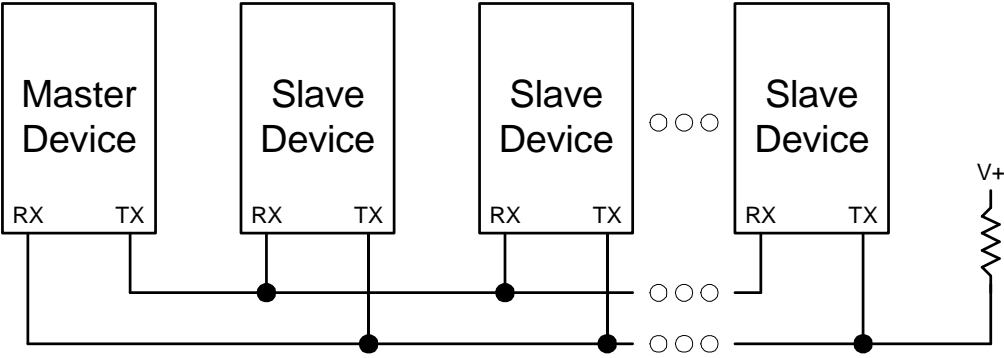 Master
Device
Slave
Device
Slave
Device
Slave
Device
RX TX
RX TX
RX TX
RX TX
V+